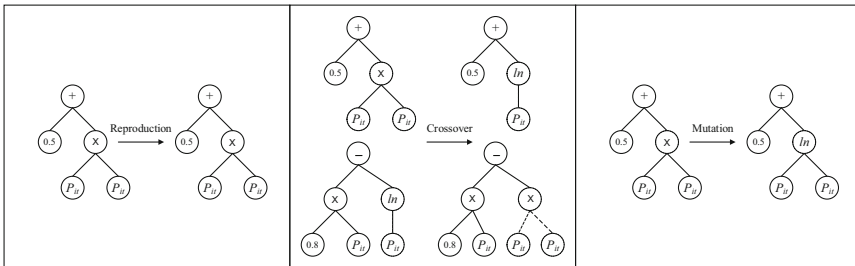 + +
0.5 X Reproduction 0.5 X
P_it P_it P_it P_it
+ +
0.5 X 0.5 ln
P_it P_it P_it
Crossover
− −
X ln X X
0.8 P_it P_it 0.8 P_it P_it P_it
+ +
0.5 X Mutation 0.5 ln
P_it P_it P_it P_it